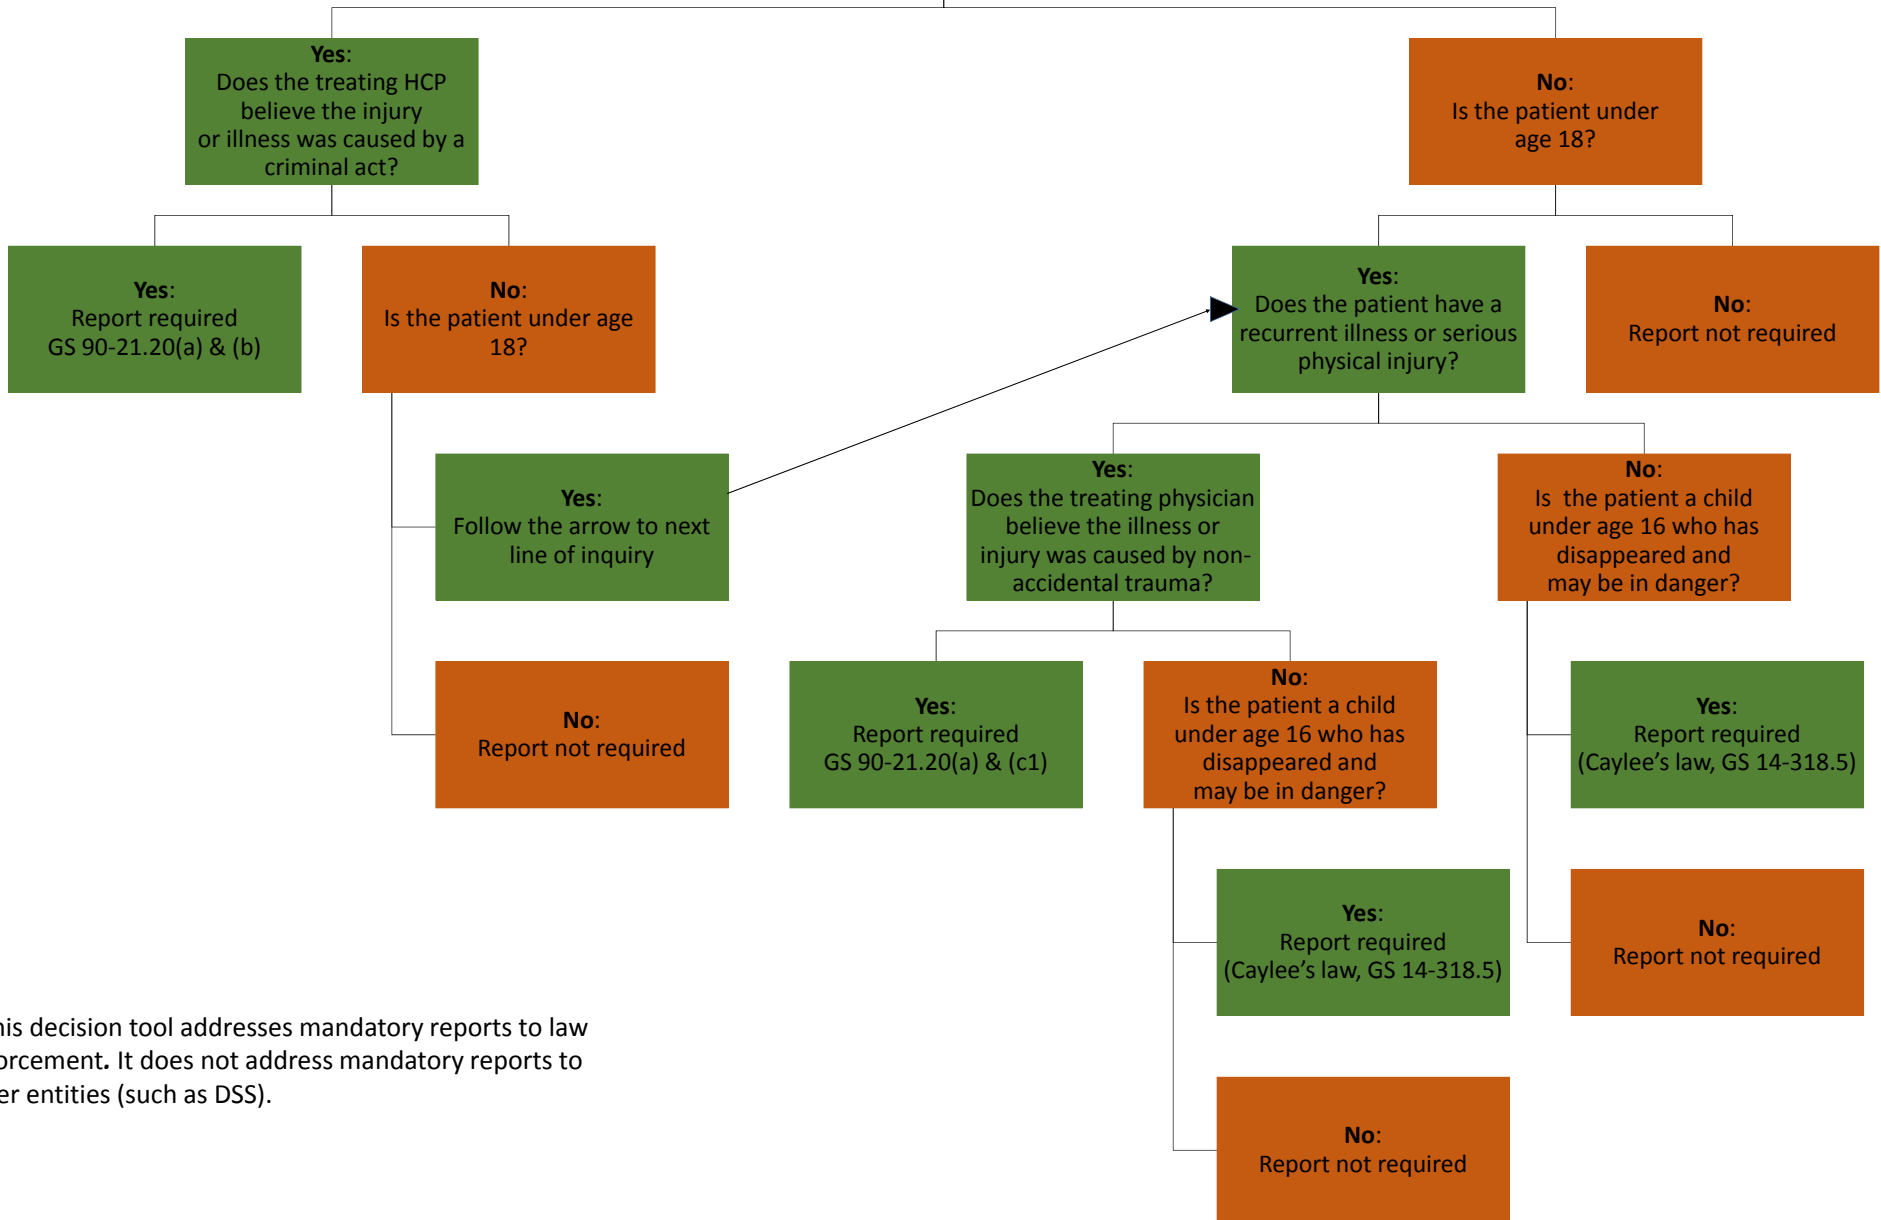 Yes:
Does the treating HCP
believe the injury
or illness was caused by a
criminal act?
No:
Is the patient under
age 18?
Yes:
Report required
GS 90-21.20(a) & (b)
No:
Is the patient under age
18?
Yes:
Does the patient have a
recurrent illness or serious
physical injury?
No:
Report not required
Yes:
Follow the arrow to next
line of inquiry
Yes:
Does the treating physician
believe the illness or
injury was caused by non-
accidental trauma?
No:
Is  the patient a child
under age 16 who has
disappeared and
may be in danger?
No:
Report not required
Yes:
Report required
GS 90-21.20(a) & (c1)
No:
Is the patient a child
under age 16 who has
disappeared and
may be in danger?
Yes:
Report required
(Caylee’s law, GS 14-318.5)
Yes:
Report required
(Caylee’s law, GS 14-318.5)
No:
Report not required
his decision tool addresses mandatory reports to law
orcement. It does not address mandatory reports to
er entities (such as DSS).
No:
Report not required